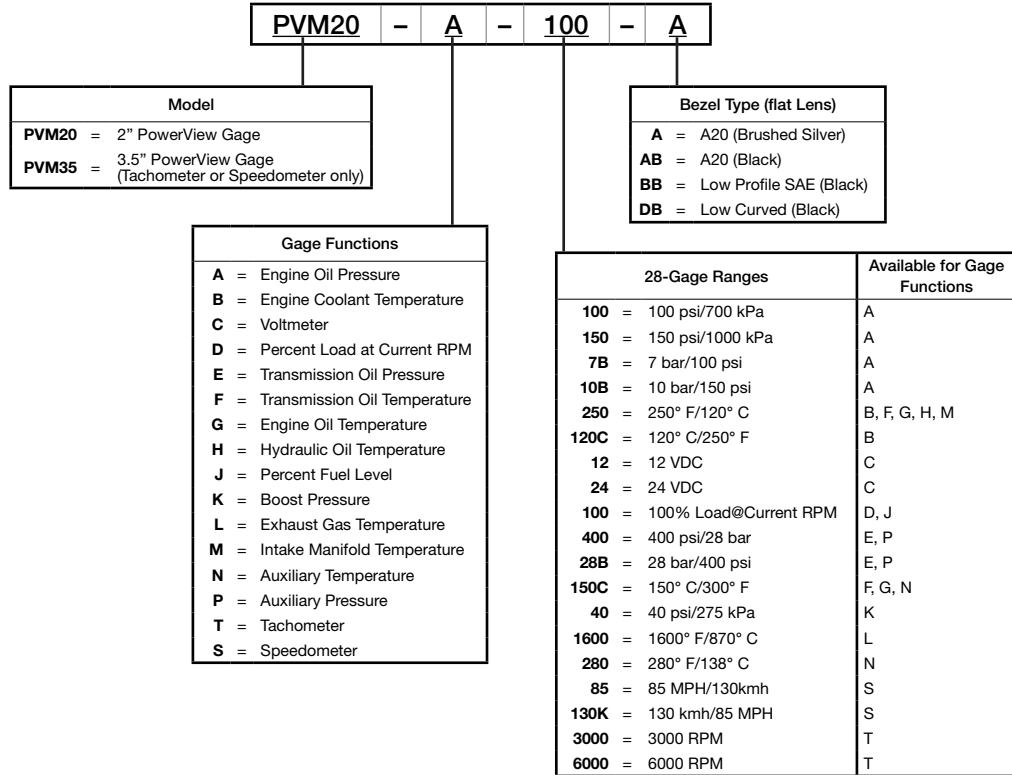 PVM20 – A – 100 – A
Model
PVM20 = 2" PowerView Gage
PVM35 = 3.5" PowerView Gage
(Tachometer or Speedometer only)
Bezel Type (flat Lens)
A = A20 (Brushed Silver)
AB = A20 (Black)
BB = Low Profile SAE (Black)
DB = Low Curved (Black)
Gage Functions
A = Engine Oil Pressure
B = Engine Coolant Temperature
C = Voltmeter
D = Percent Load at Current RPM
E = Transmission Oil Pressure
F = Transmission Oil Temperature
G = Engine Oil Temperature
H = Hydraulic Oil Temperature
J = Percent Fuel Level
K = Boost Pressure
L = Exhaust Gas Temperature
M = Intake Manifold Temperature
N = Auxiliary Temperature
P = Auxiliary Pressure
T = Tachometer
S = Speedometer
28-Gage Ranges Available for Gage
Functions
100 = 100 psi/700 kPa A
150 = 150 psi/1000 kPa A
7B = 7 bar/100 psi A
10B = 10 bar/150 psi A
250 = 250° F/120° C B, F, G, H, M
120C = 120° C/250° F B
12 = 12 VDC C
24 = 24 VDC C
100 = 100% Load@Current RPM D, J
400 = 400 psi/28 bar E, P
28B = 28 bar/400 psi E, P
150C = 150° C/300° F F, G, N
40 = 40 psi/275 kPa K
1600 = 1600° F/870° C L
280 = 280° F/138° C N
85 = 85 MPH/130kmh S
130K = 130 kmh/85 MPH S
3000 = 3000 RPM T
6000 = 6000 RPM T